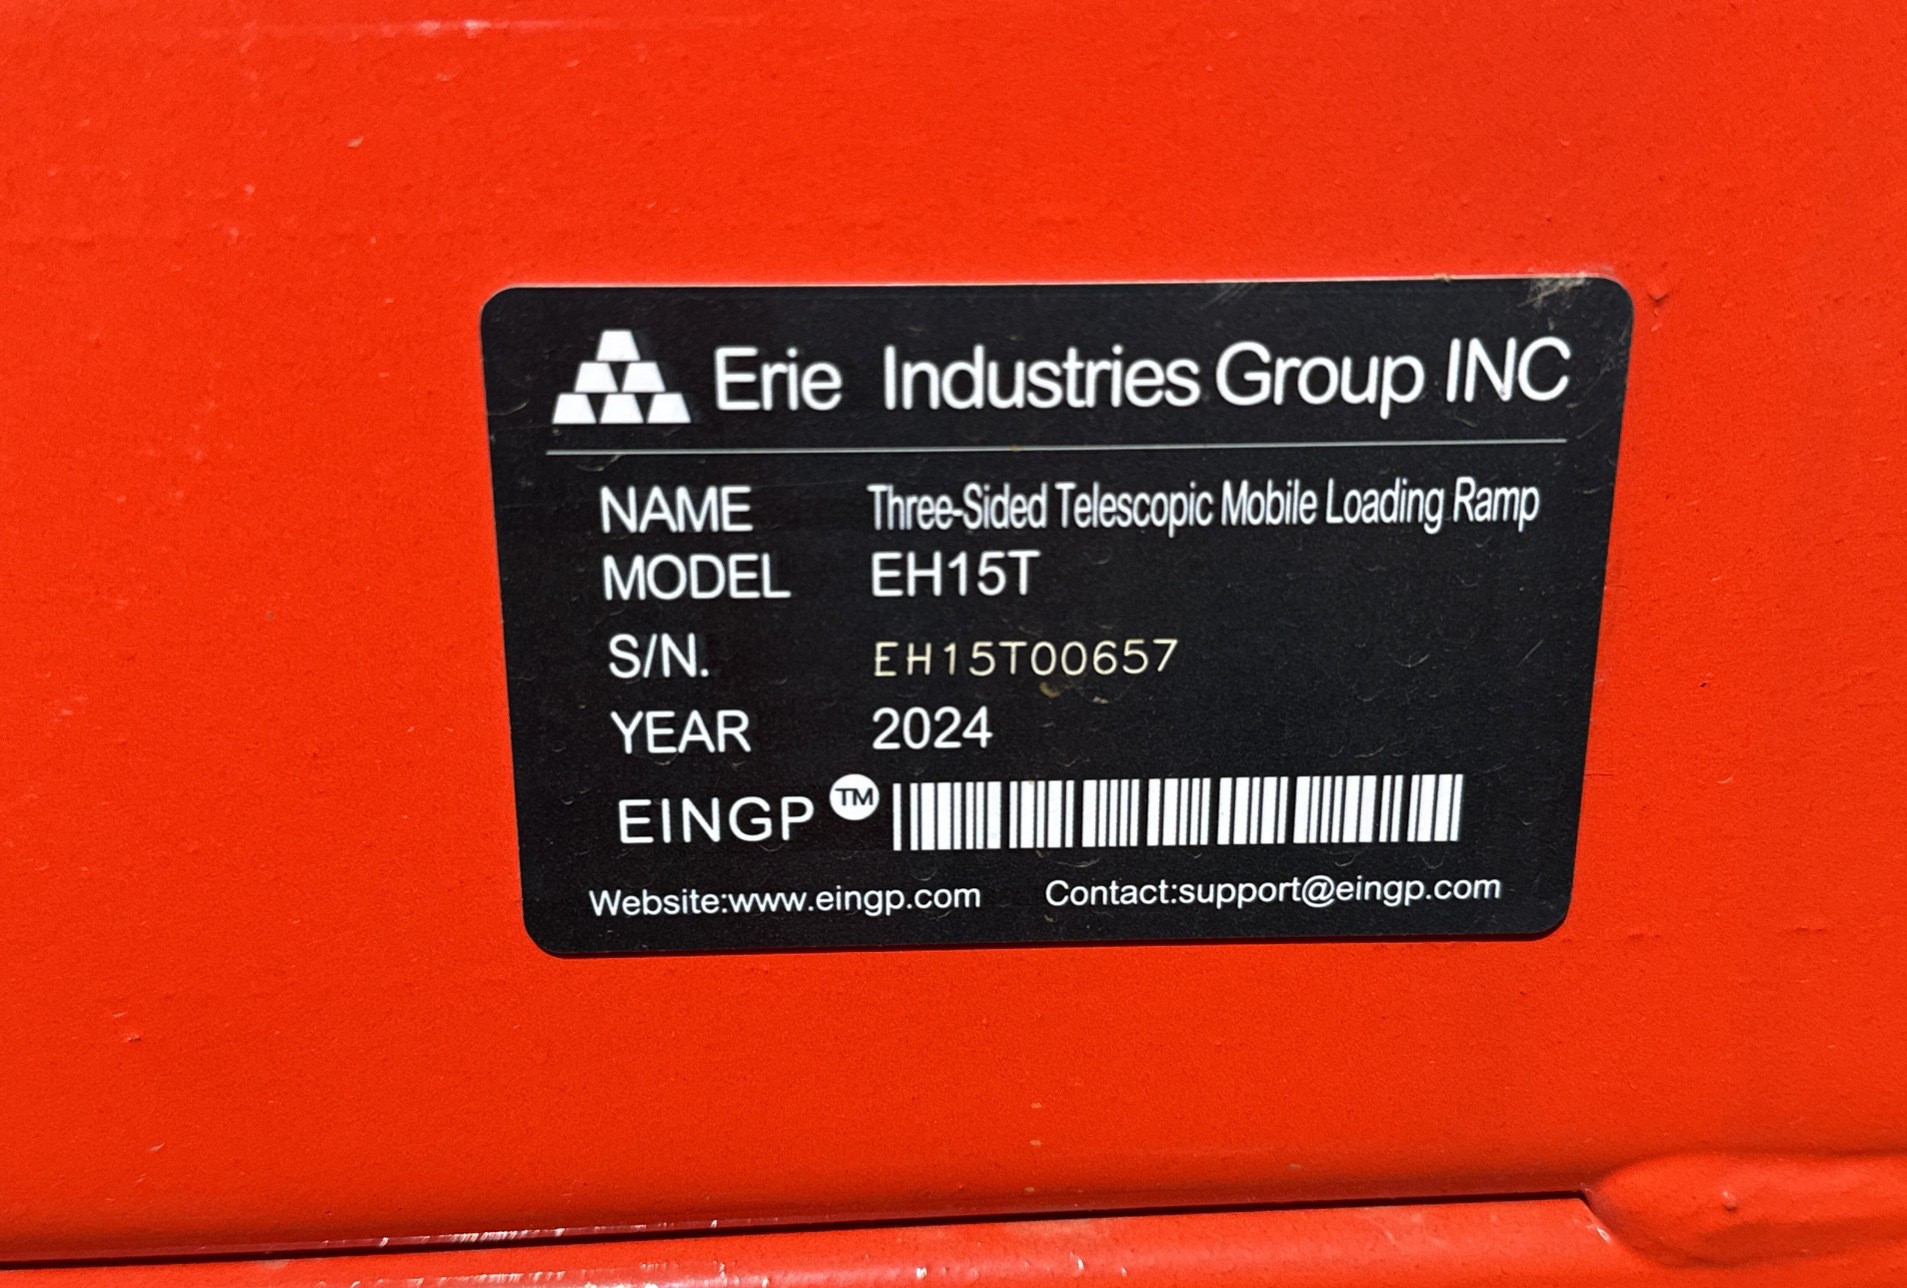 Erie Industries Group INC
NAME Three-Sided Telescopic Mobile Loading Ramp
MODEL EH15T
S/N. EH15T00657
YEAR 2024
EINGP TM
Website:www.eingp.com Contact:support@eingp.com